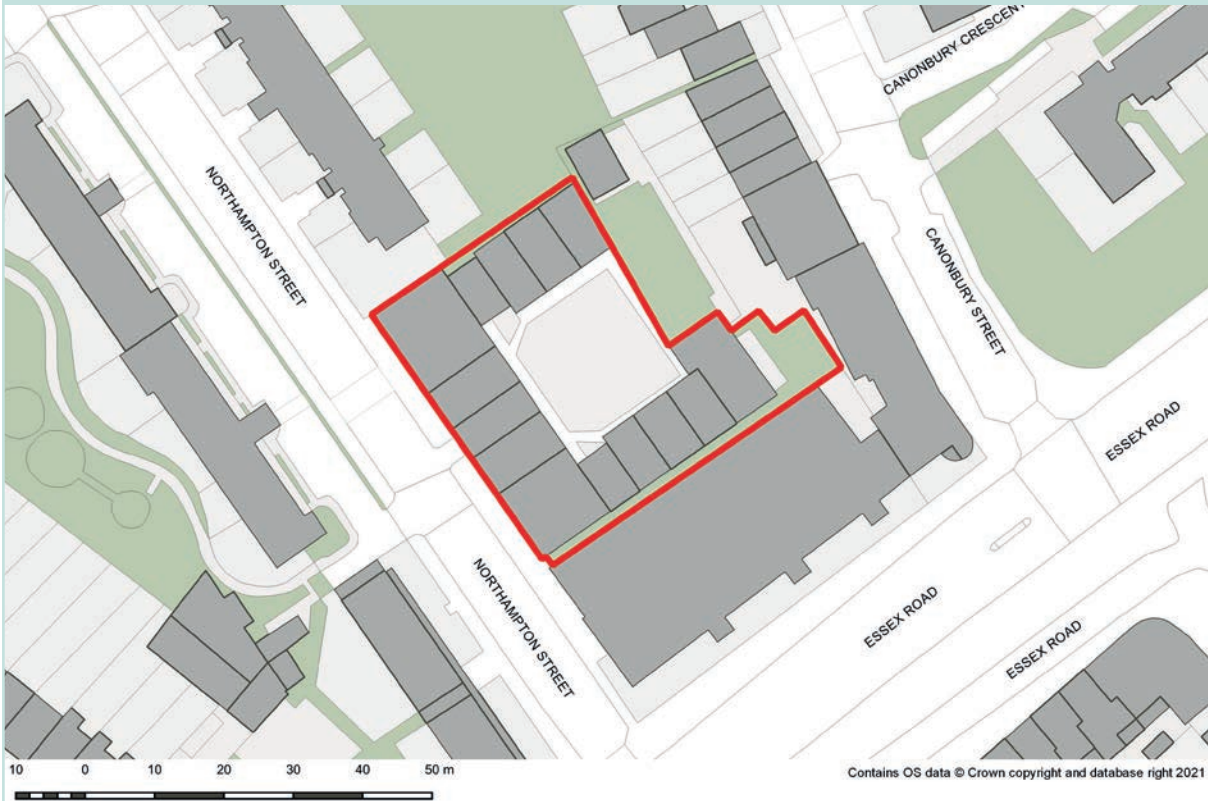 CANONBURY CRESCENT
NORTHAMPTON STREET
CANONBURY STREET
ESSEX ROAD
NORTHAMPTON STREET
ESSEX ROAD
ESSEX ROAD
10 0 10 20 30 40 50 m
Contains OS data © Crown copyright and database right 2021